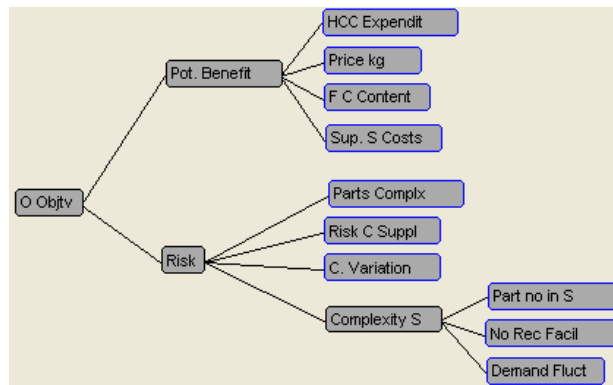 HCC Expendit
Price kg
Pot. Benefit
F C Content
Sup. S Costs
O Objtv
Parts Complx
Risk C Suppl
Risk
C. Variation
Complexity S
Part no in S
No Rec Facil
Demand Fluct